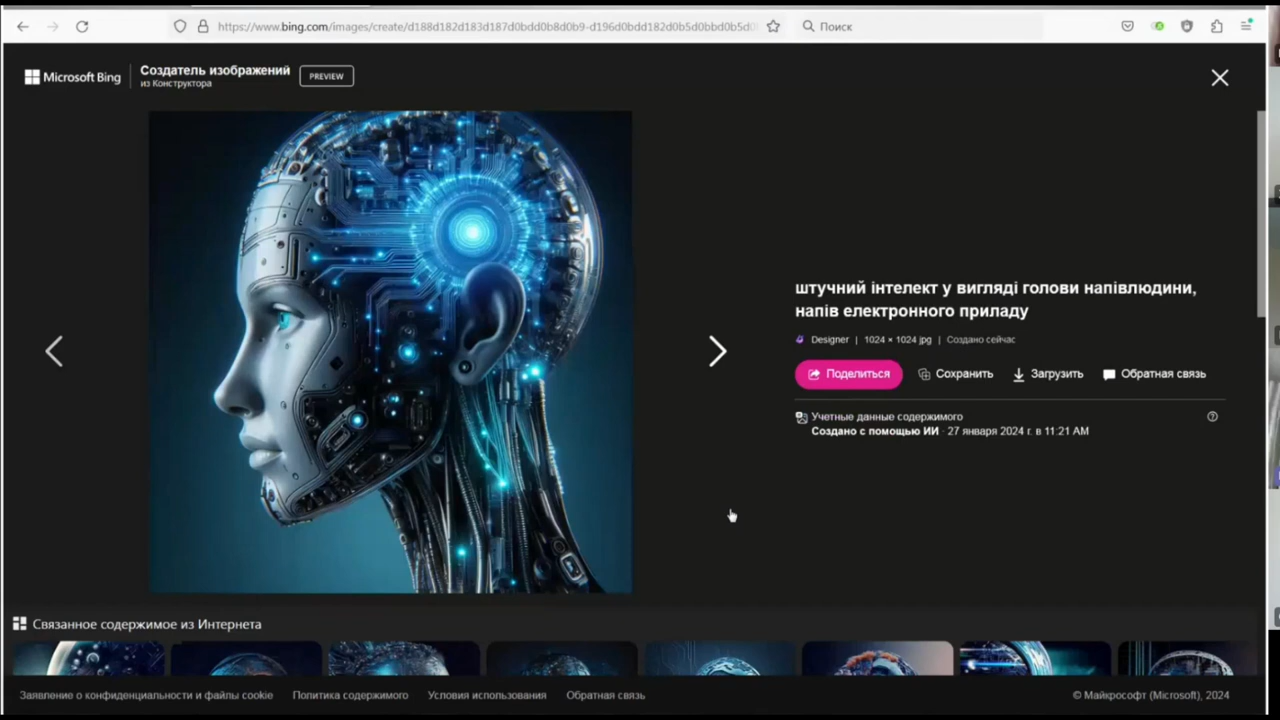 https://www.bing.com/images/create/d188d182d183d187d0bdd0b8d0b9-d196d0bdd182d0b5d0bbd0b5d0
Поиск
Microsoft Bing
Создатель изображений
из Конструктора
PREVIEW
штучний інтелект у вигляді голови напівлюдини,
напів електронного приладу
Designer | 1024 × 1024 jpg | Создано сейчас
Поделиться Сохранить Загрузить Обратная связь
Учетные данные содержимого
Создано с помощью ИИ · 27 января 2024 г. в 11:21 AM
Связанное содержимое из Интернета
Заявление о конфиденциальности и файлы cookie Политика содержимого Условия использования Обратная связь
© Майкрософт (Microsoft), 2024